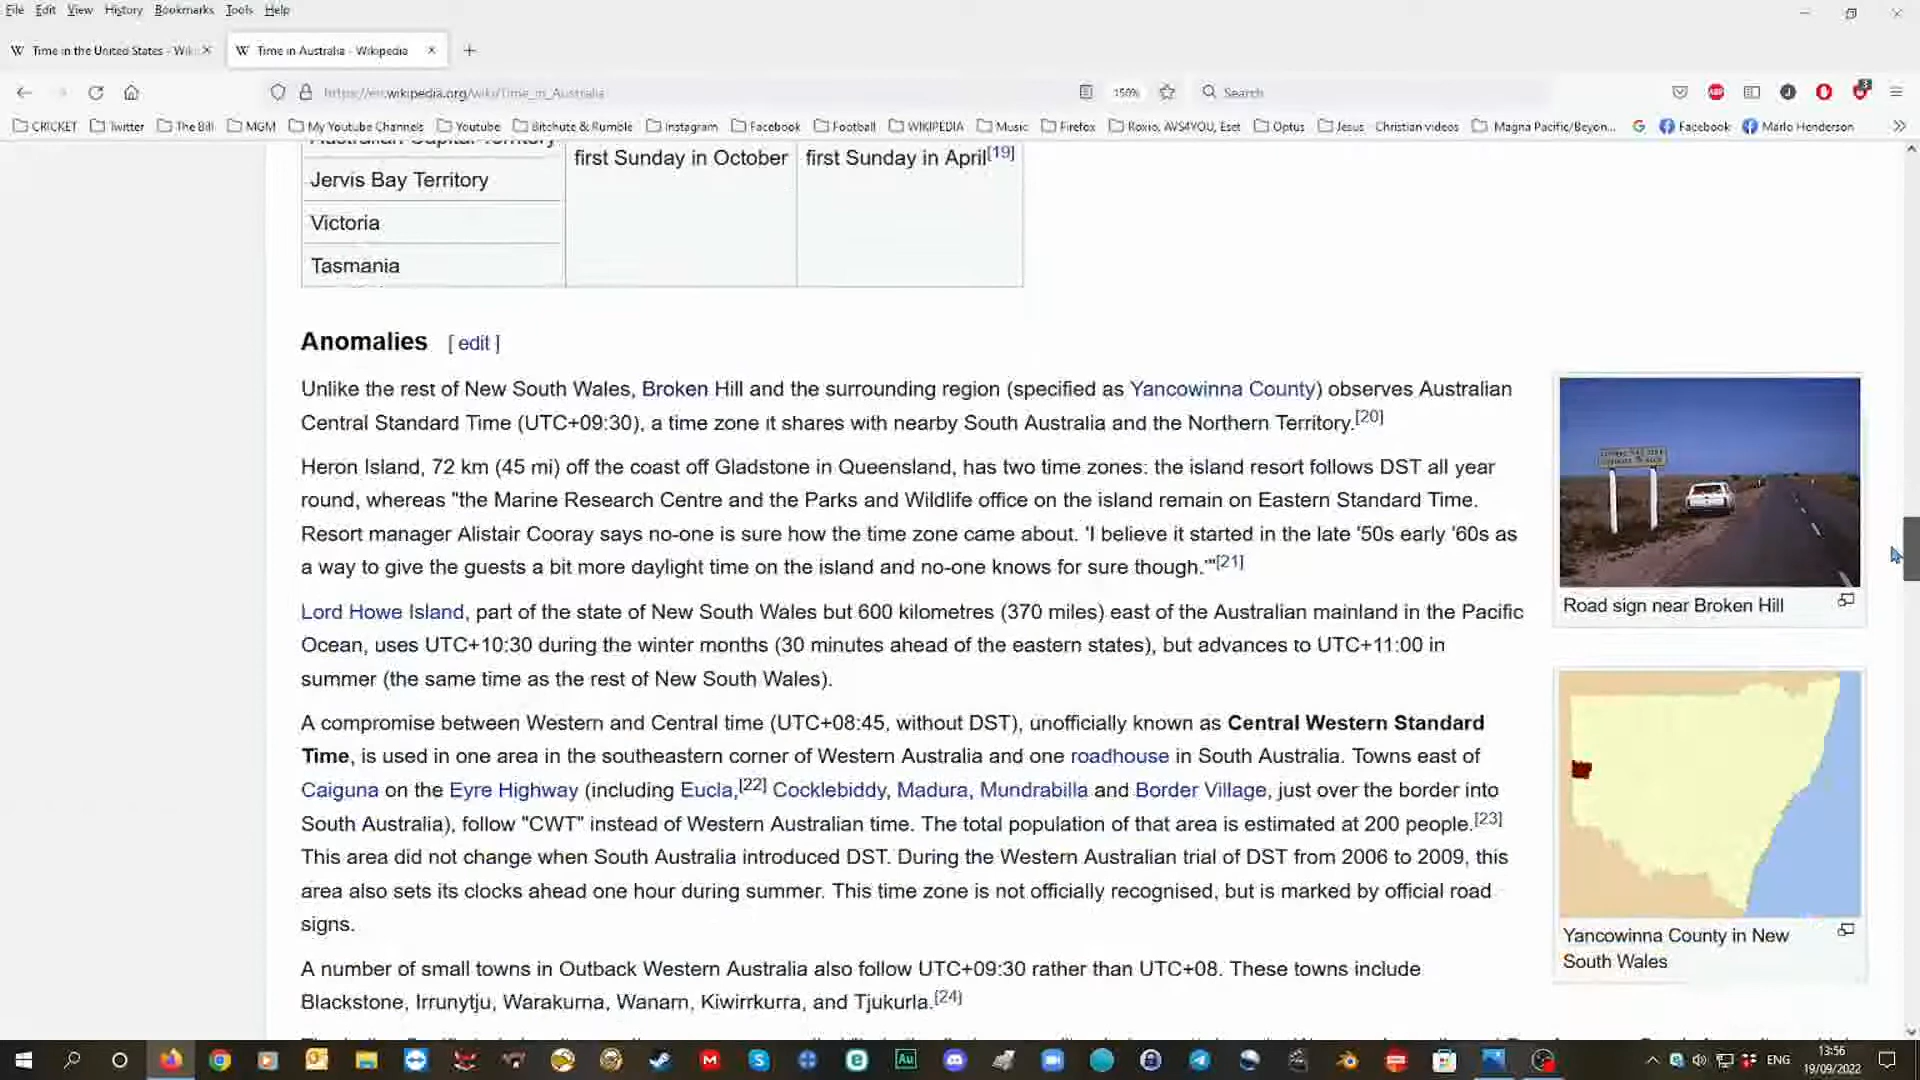 File Edit View History Bookmarks Tools Help
Time in the United States - Wiki
Time in Australia - Wikipedia
https://en.wikipedia.org/wiki/Time_in_Australia
150%
Search
CRICKET Twitter The Bill MGM My Youtube Channels Youtube Bitchute & Rumble Instagram Facebook Football WIKIPEDIA Music Firefox Roxio, AVS4YOU, Eset Optus Jesus - Christian videos Magna Pacific/Beyon... Facebook Marlo Henderson
Australian Capital Territory
first Sunday in October first Sunday in April[19]
Jervis Bay Territory
Victoria
Tasmania
Anomalies [ edit ]
Unlike the rest of New South Wales, Broken Hill and the surrounding region (specified as Yancowinna County) observes Australian
Central Standard Time (UTC+09:30), a time zone it shares with nearby South Australia and the Northern Territory.[20]
Heron Island, 72 km (45 mi) off the coast off Gladstone in Queensland, has two time zones: the island resort follows DST all year
round, whereas "the Marine Research Centre and the Parks and Wildlife office on the island remain on Eastern Standard Time.
Resort manager Alistair Cooray says no-one is sure how the time zone came about. 'I believe it started in the late '50s early '60s as
a way to give the guests a bit more daylight time on the island and no-one knows for sure though.'"[21]
Lord Howe Island, part of the state of New South Wales but 600 kilometres (370 miles) east of the Australian mainland in the Pacific
Ocean, uses UTC+10:30 during the winter months (30 minutes ahead of the eastern states), but advances to UTC+11:00 in
summer (the same time as the rest of New South Wales).
A compromise between Western and Central time (UTC+08:45, without DST), unofficially known as Central Western Standard
Time, is used in one area in the southeastern corner of Western Australia and one roadhouse in South Australia. Towns east of
Caiguna on the Eyre Highway (including Eucla,[22] Cocklebiddy, Madura, Mundrabilla and Border Village, just over the border into
South Australia), follow "CWT" instead of Western Australian time. The total population of that area is estimated at 200 people.[23]
This area did not change when South Australia introduced DST. During the Western Australian trial of DST from 2006 to 2009, this
area also sets its clocks ahead one hour during summer. This time zone is not officially recognised, but is marked by official road
signs.
A number of small towns in Outback Western Australia also follow UTC+09:30 rather than UTC+08. These towns include
Blackstone, Irrunytju, Warakurna, Wanarn, Kiwirrkurra, and Tjukurla.[24]
Road sign near Broken Hill
Yancowinna County in New
South Wales
ENG
13:56
19/09/2022